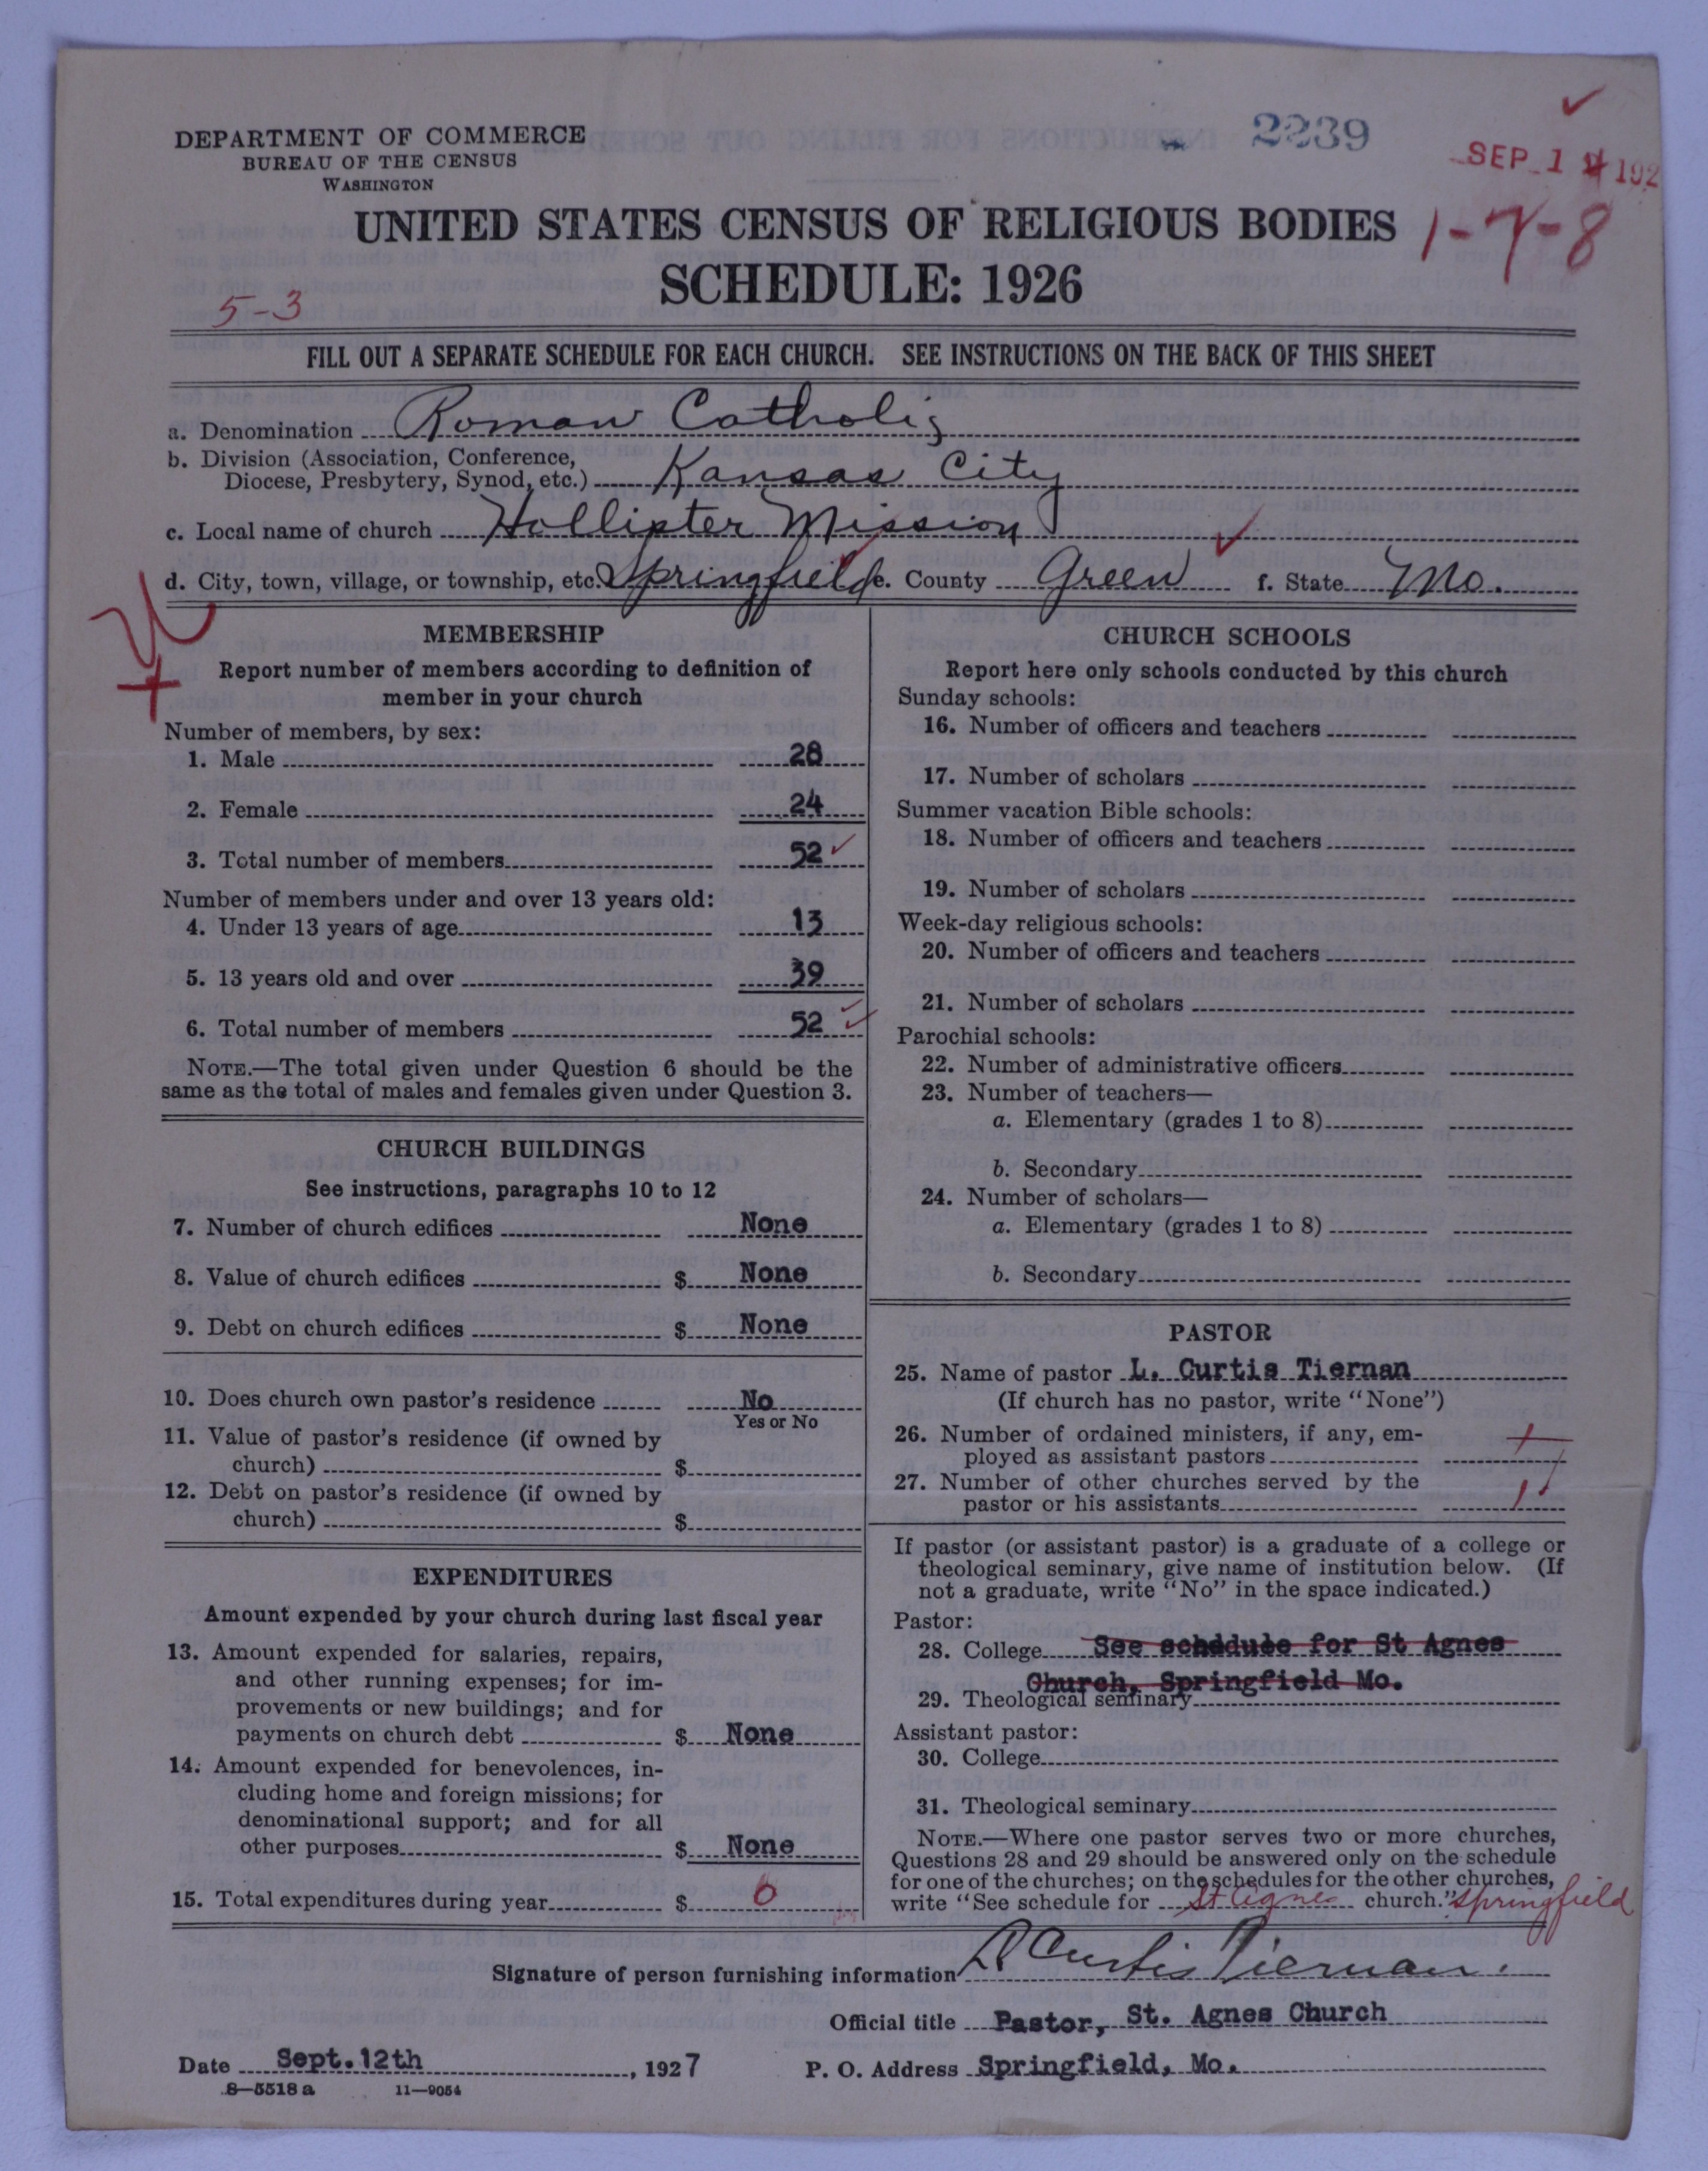 DEPARTMENT OF COMMERCE
BUREAU OF THE CENSUS
WASHINGTON
2239
SEP 1 192
1-7-8
UNITED STATES CENSUS OF RELIGIOUS BODIES
SCHEDULE: 1926
5-3
FILL OUT A SEPARATE SCHEDULE FOR EACH CHURCH. SEE INSTRUCTIONS ON THE BACK OF THIS SHEET
a. Denomination Roman Catholic
b. Division (Association, Conference,
Diocese, Presbytery, Synod, etc.) Kansas City
c. Local name of church Hollister Mission
d. City, town, village, or township, etc. Springfield e. County Green f. State Mo.
MEMBERSHIP
Report number of members according to definition of
member in your church
Number of members, by sex:
1. Male 28
2. Female 24
3. Total number of members 52
Number of members under and over 13 years old:
4. Under 13 years of age 13
5. 13 years old and over 39
6. Total number of members 52
NOTE.—The total given under Question 6 should be the
same as the total of males and females given under Question 3.
CHURCH BUILDINGS
See instructions, paragraphs 10 to 12
7. Number of church edifices None
8. Value of church edifices $ None
9. Debt on church edifices $ None
10. Does church own pastor's residence No
Yes or No
11. Value of pastor's residence (if owned by
church) $
12. Debt on pastor's residence (if owned by
church) $
EXPENDITURES
Amount expended by your church during last fiscal year
13. Amount expended for salaries, repairs,
and other running expenses; for im-
provements or new buildings; and for
payments on church debt $ None
14. Amount expended for benevolences, in-
cluding home and foreign missions; for
denominational support; and for all
other purposes $ None
15. Total expenditures during year $ 0
CHURCH SCHOOLS
Report here only schools conducted by this church
Sunday schools:
16. Number of officers and teachers
17. Number of scholars
Summer vacation Bible schools:
18. Number of officers and teachers
19. Number of scholars
Week-day religious schools:
20. Number of officers and teachers
21. Number of scholars
Parochial schools:
22. Number of administrative officers
23. Number of teachers—
a. Elementary (grades 1 to 8)
b. Secondary
24. Number of scholars—
a. Elementary (grades 1 to 8)
b. Secondary
PASTOR
25. Name of pastor L. Curtis Tiernan
(If church has no pastor, write "None")
26. Number of ordained ministers, if any, em-
ployed as assistant pastors
27. Number of other churches served by the
pastor or his assistants 1
If pastor (or assistant pastor) is a graduate of a college or
theological seminary, give name of institution below. (If
not a graduate, write "No" in the space indicated.)
Pastor:
28. College See schedule for St Agnes
Church, Springfield Mo.
29. Theological seminary
Assistant pastor:
30. College
31. Theological seminary
NOTE.—Where one pastor serves two or more churches,
Questions 28 and 29 should be answered only on the schedule
for one of the churches; on the schedules for the other churches,
write "See schedule for St Agnes church." Springfield
Signature of person furnishing information L Curtis Tiernan.
Official title Pastor, St. Agnes Church
Date Sept. 12th, 1927 P. O. Address Springfield, Mo.
8—5518 a 11—9054